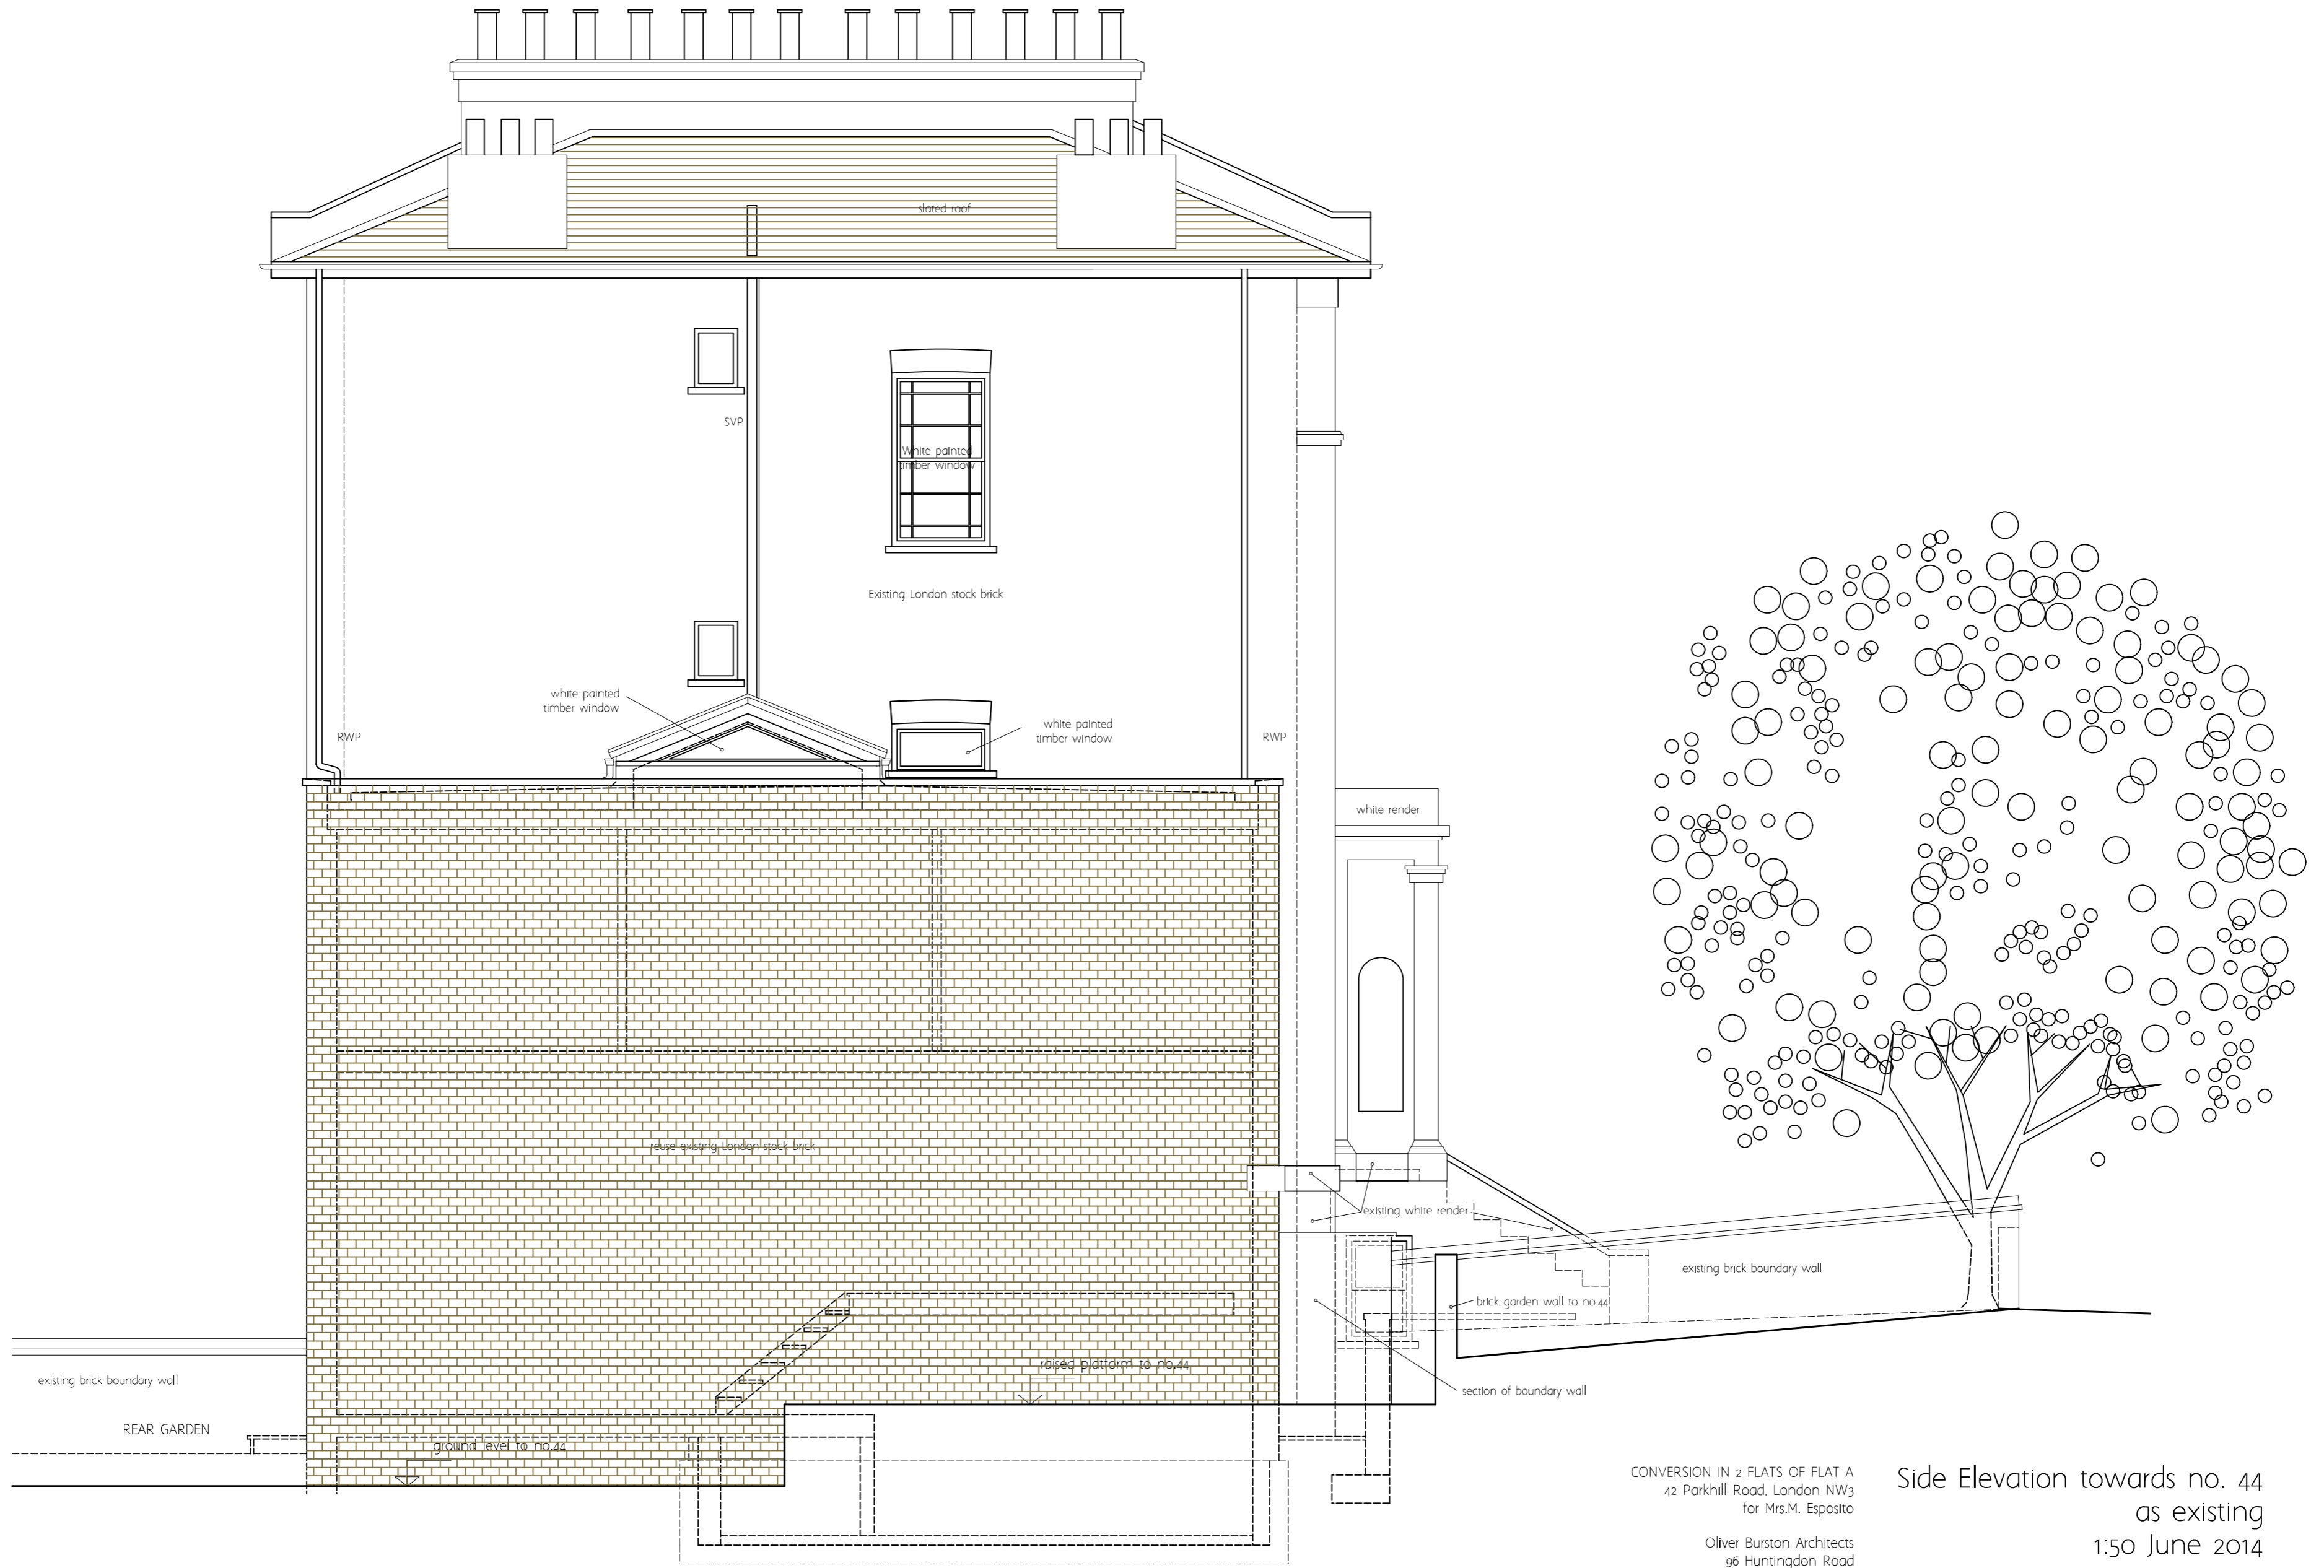 slated roof
SVP
White painted
timber window
Existing London stock brick
white painted
timber window
white painted
timber window
RWP
RWP
white render
reuse existing London stock brick
existing white render
existing brick boundary wall
brick garden wall to no.44
raised platform to no.44
existing brick boundary wall
section of boundary wall
REAR GARDEN
ground level to no.44
CONVERSION IN 2 FLATS OF FLAT A
42 Parkhill Road, London NW3
for Mrs.M. Esposito
Oliver Burston Architects
96 Huntingdon Road
Side Elevation towards no. 44
as existing
1:50 June 2014